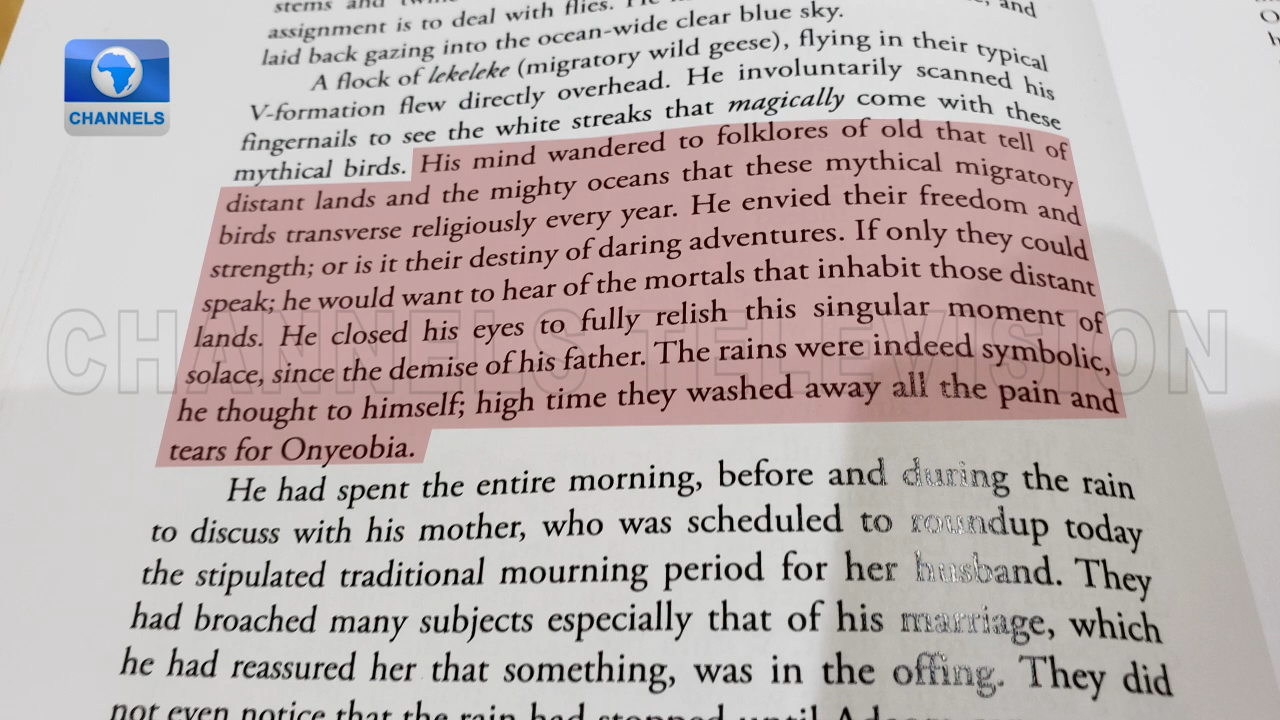 stems and
assignment is to deal with flies. He
and
laid back gazing into the ocean-wide clear blue sky.
A flock of lekeleke (migratory wild geese), flying in their typical
V-formation flew directly overhead. He involuntarily scanned his
fingernails to see the white streaks that magically come with these
mythical birds. His mind wandered to folklores of old that tell of
distant lands and the mighty oceans that these mythical migratory
birds transverse religiously every year. He envied their freedom and
strength; or is it their destiny of daring adventures. If only they could
speak; he would want to hear of the mortals that inhabit those distant
lands. He closed his eyes to fully relish this singular moment of
solace, since the demise of his father. The rains were indeed symbolic,
he thought to himself; high time they washed away all the pain and
tears for Onyeobia.
He had spent the entire morning, before and during the rain
to discuss with his mother, who was scheduled to roundup today
the stipulated traditional mourning period for her husband. They
had broached many subjects especially that of his marriage, which
he had reassured her that something, was in the offing. They did
not even notice that the rain had stopped until
CHANNELS
CHANNELS TELEVISION